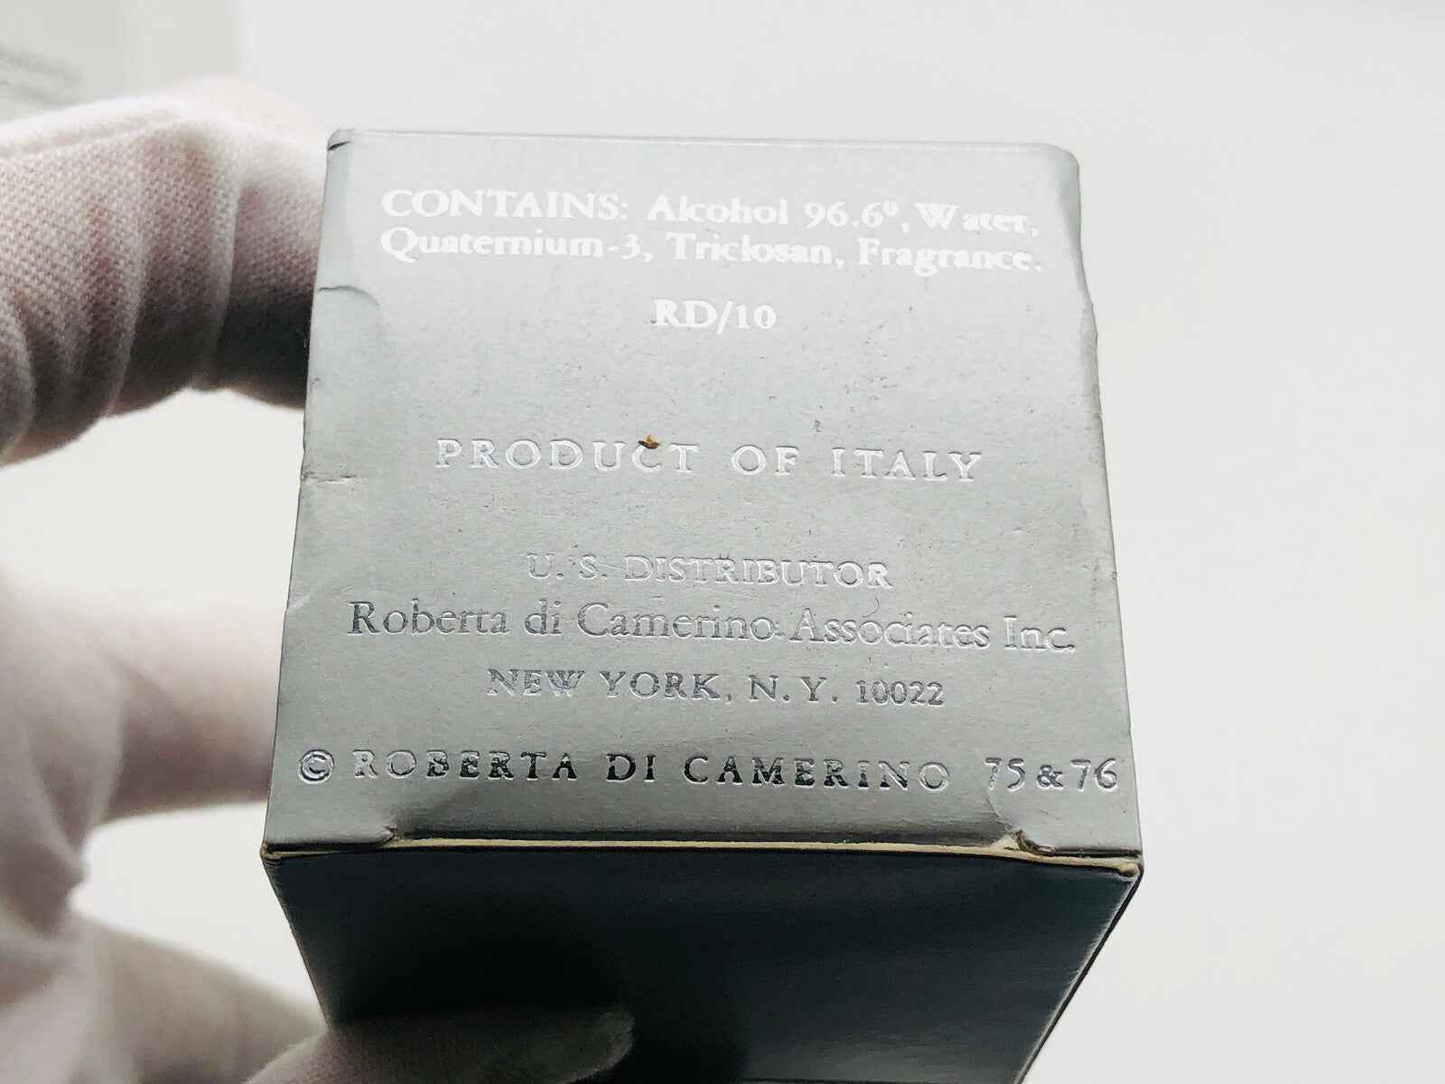 CONTAINS: Alcohol 96.6°, Water,
Quaternium-3, Triclosan, Fragrance.
RD/10
PRODUCT OF ITALY
U. S. DISTRIBUTOR
Roberta di Camerino Associates Inc.
NEW YORK, N. Y. 10022
© ROBERTA DI CAMERINO 75 & 76